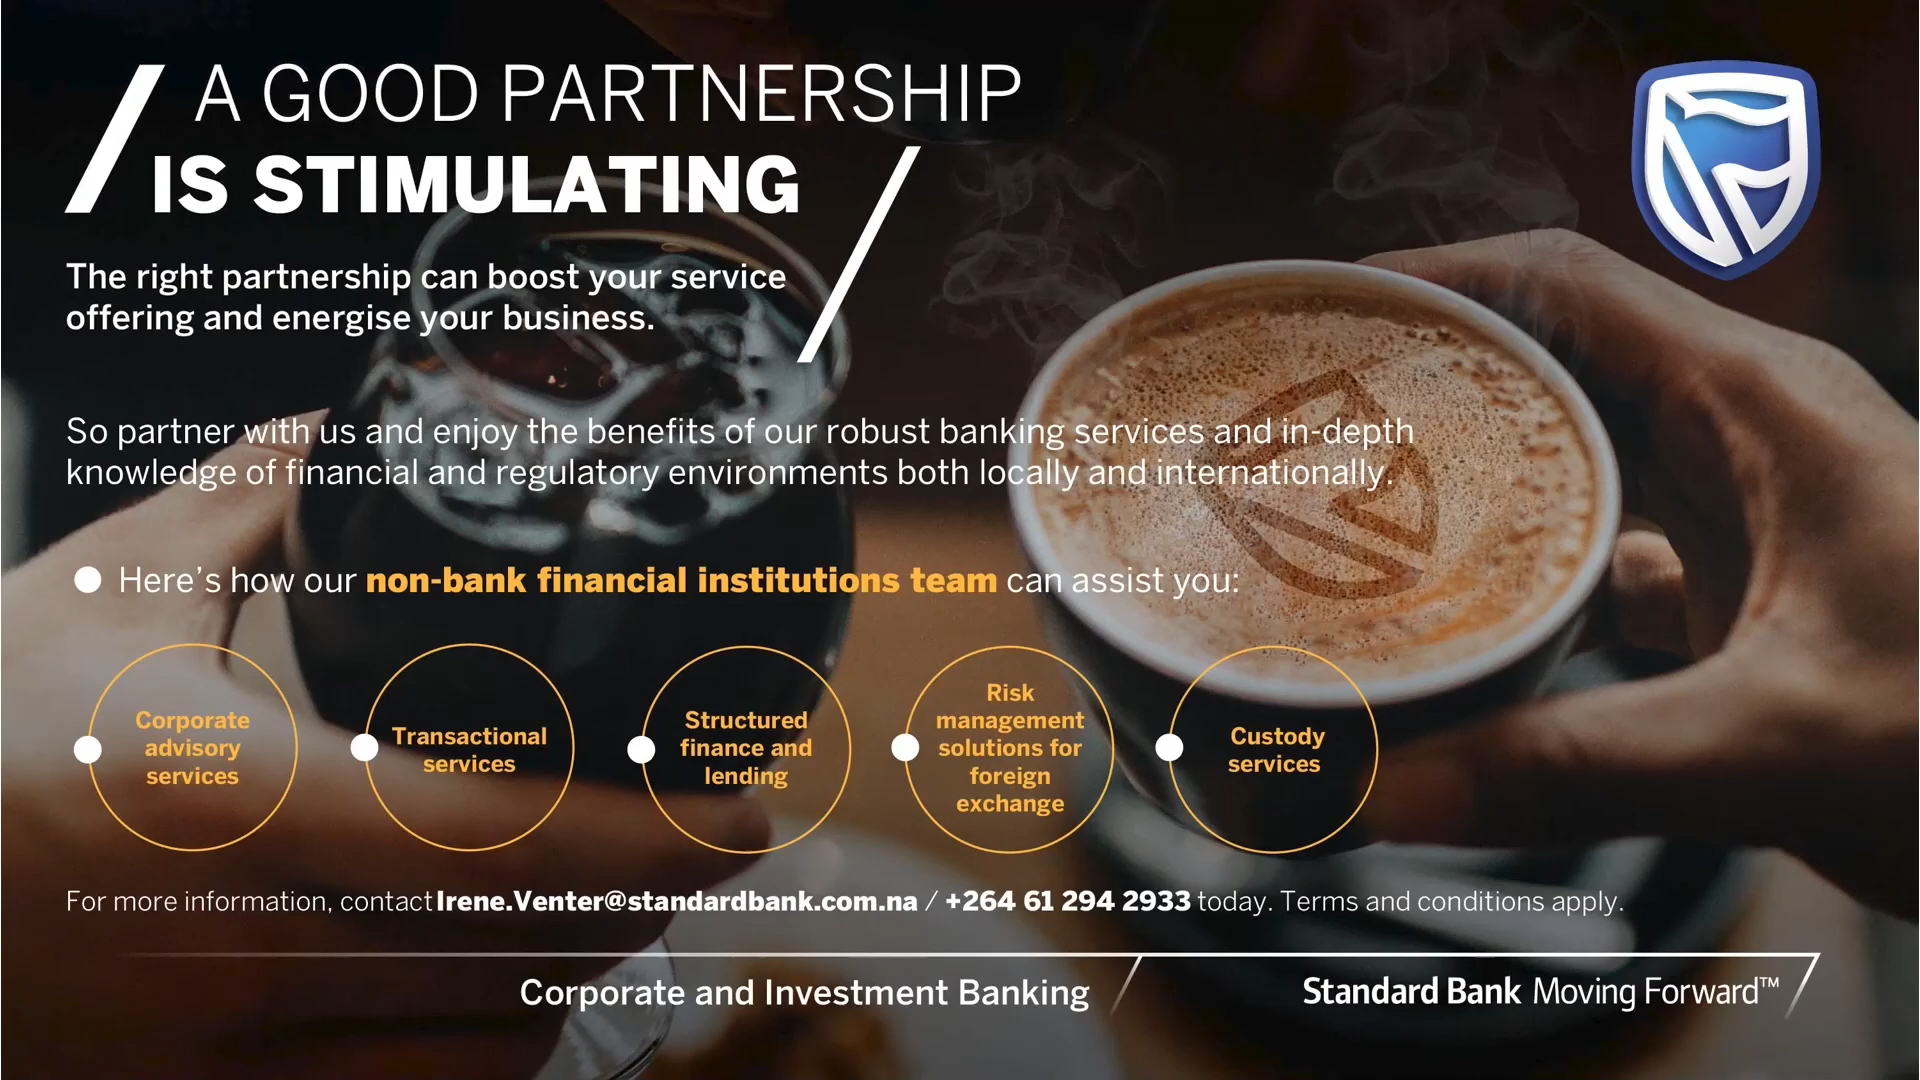 A GOOD PARTNERSHIP
IS STIMULATING
The right partnership can boost your service
offering and energise your business.
So partner with us and enjoy the benefits of our robust banking services and in-depth
knowledge of financial and regulatory environments both locally and internationally.
Here's how our non-bank financial institutions team can assist you:
Corporate
advisory
services
Transactional
services
Structured
finance and
lending
Risk
management
solutions for
foreign
exchange
Custody
services
For more information, contact Irene.Venter@standardbank.com.na / +264 61 294 2933 today. Terms and conditions apply.
Corporate and Investment Banking
Standard Bank Moving Forward™